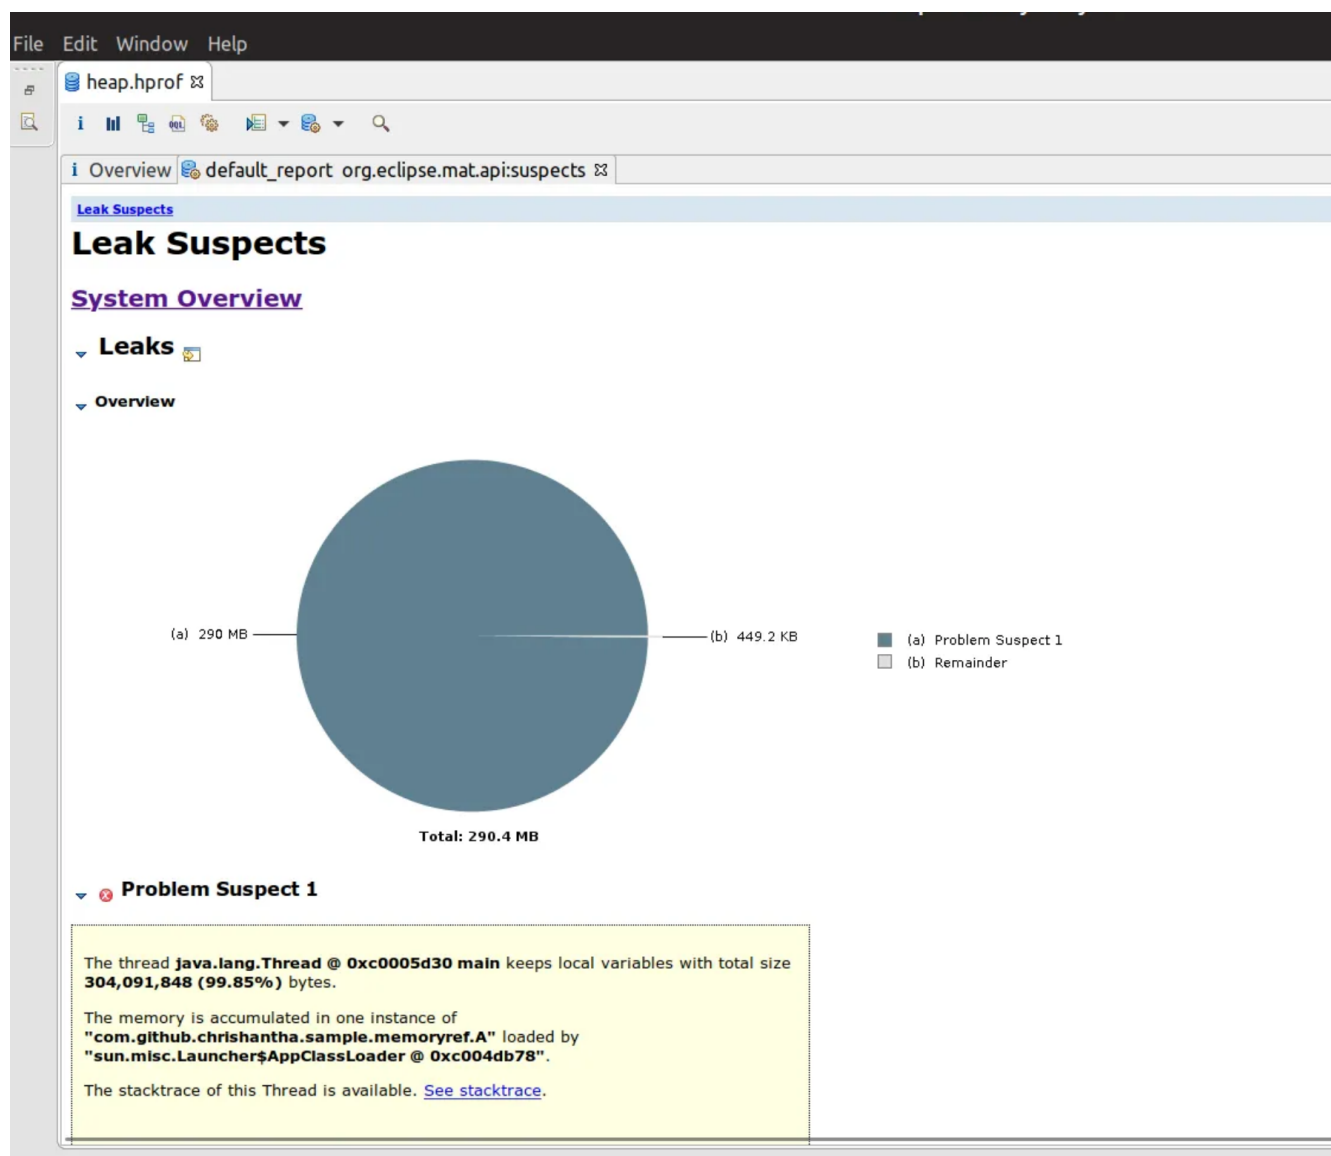 File Edit Window Help
heap.hprof
i Overview default_report org.eclipse.mat.api:suspects
Leak Suspects
Leak Suspects
System Overview
Leaks
Overview
(a) 290 MB
(b) 449.2 KB
(a) Problem Suspect 1
(b) Remainder
Total: 290.4 MB
Problem Suspect 1
The thread java.lang.Thread @ 0xc0005d30 main keeps local variables with total size
304,091,848 (99.85%) bytes.
The memory is accumulated in one instance of
"com.github.chrishantha.sample.memoryref.A" loaded by
"sun.misc.Launcher$AppClassLoader @ 0xc004db78".
The stacktrace of this Thread is available. See stacktrace.